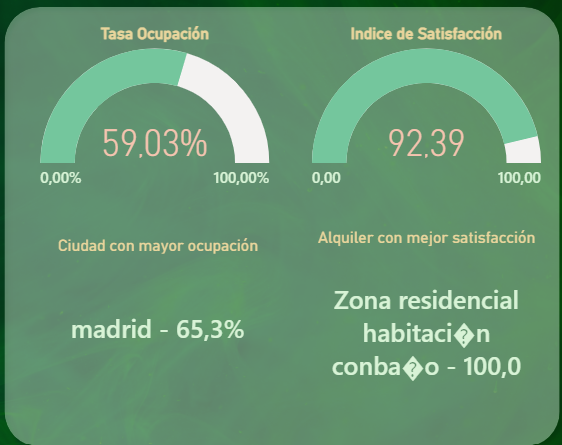 Tasa Ocupación
59,03%
0,00%
100,00%
Indice de Satisfacción
92,39
0,00
100,00
Ciudad con mayor ocupación
madrid - 65,3%
Alquiler con mejor satisfacción
Zona residencial
habitaci�n
conba�o - 100,0